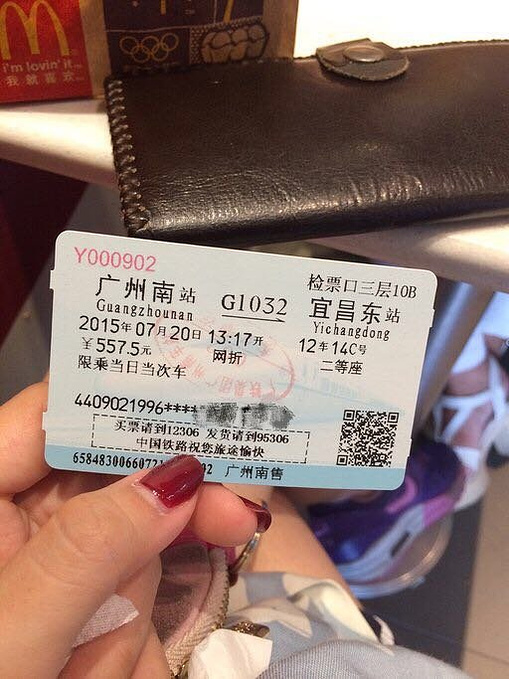 i'm lovin' it
我就喜欢
Y000902
检票口三层10B
广州南站 G1032 宜昌东站
Guangzhounan Yichangdong
2015年07月20日 13:17开 12车14C号
￥557.5元 网折 二等座
限乘当日当次车
4409021996****
买票请到12306 发货请到95306
中国铁路祝您旅途愉快
广州南售